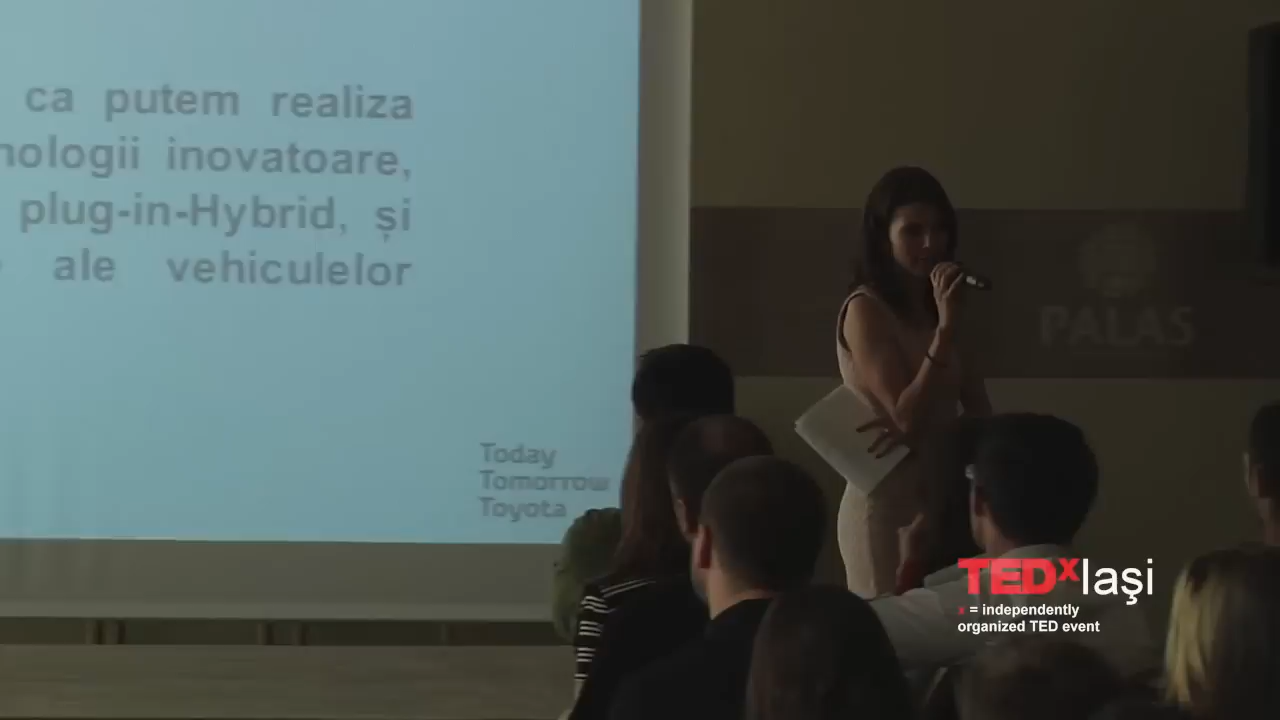 ca putem realiza
nologii inovatoare,
plug-in-Hybrid, și
ale vehiculelor
Today
Tomorrow
Toyota
PALAS
TEDxIaşi
x = independently
organized TED event